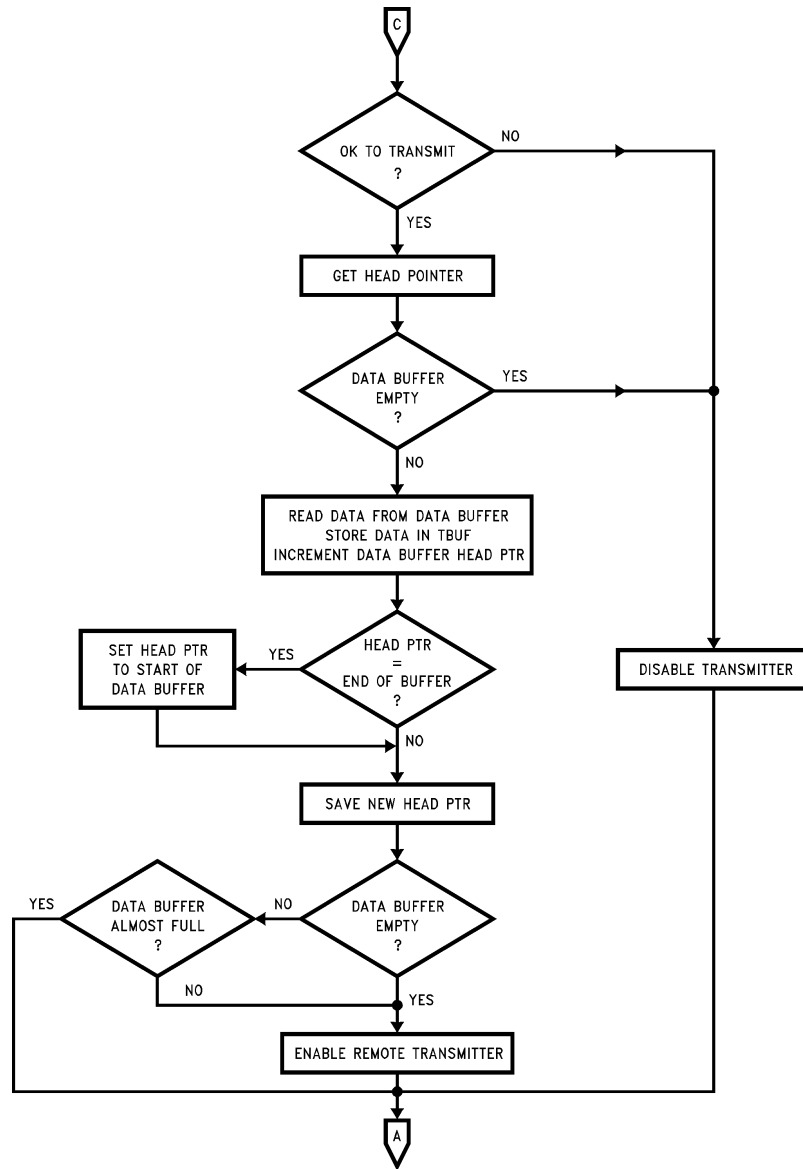 C
OK TO TRANSMIT
?
NO
YES
GET HEAD POINTER
DATA BUFFER
EMPTY
?
YES
NO
READ DATA FROM DATA BUFFER
STORE DATA IN TBUF
INCREMENT DATA BUFFER HEAD PTR
HEAD PTR
=
END OF BUFFER
?
YES
SET HEAD PTR
TO START OF
DATA BUFFER
NO
DISABLE TRANSMITTER
SAVE NEW HEAD PTR
DATA BUFFER
EMPTY
?
NO
DATA BUFFER
ALMOST FULL
?
YES
NO
YES
ENABLE REMOTE TRANSMITTER
A